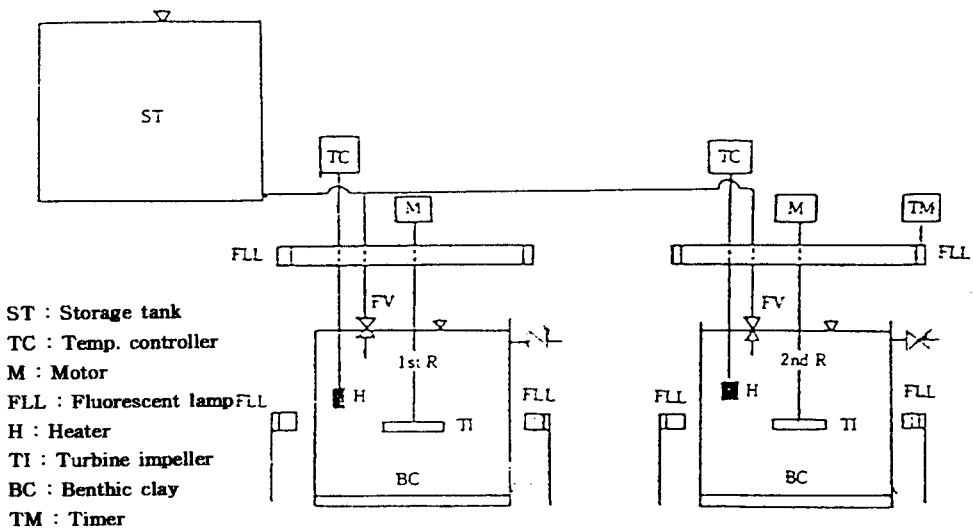 ST
TC
TC
M
M
TM
FLL
FLL
FV
FV
1st R
2nd R
H
H
FLL
FLL
FLL
FLL
TI
TI
BC
BC
ST : Storage tank
TC : Temp. controller
M : Motor
FLL : Fluorescent lamp
H : Heater
TI : Turbine impeller
BC : Benthic clay
TM : Timer